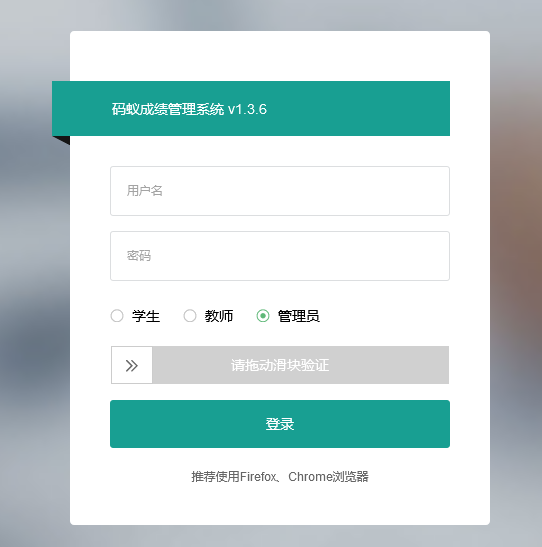 码蚁成绩管理系统 v1.3.6
用户名
密码
学生 教师 管理员
请拖动滑块验证
登录
推荐使用Firefox、Chrome浏览器